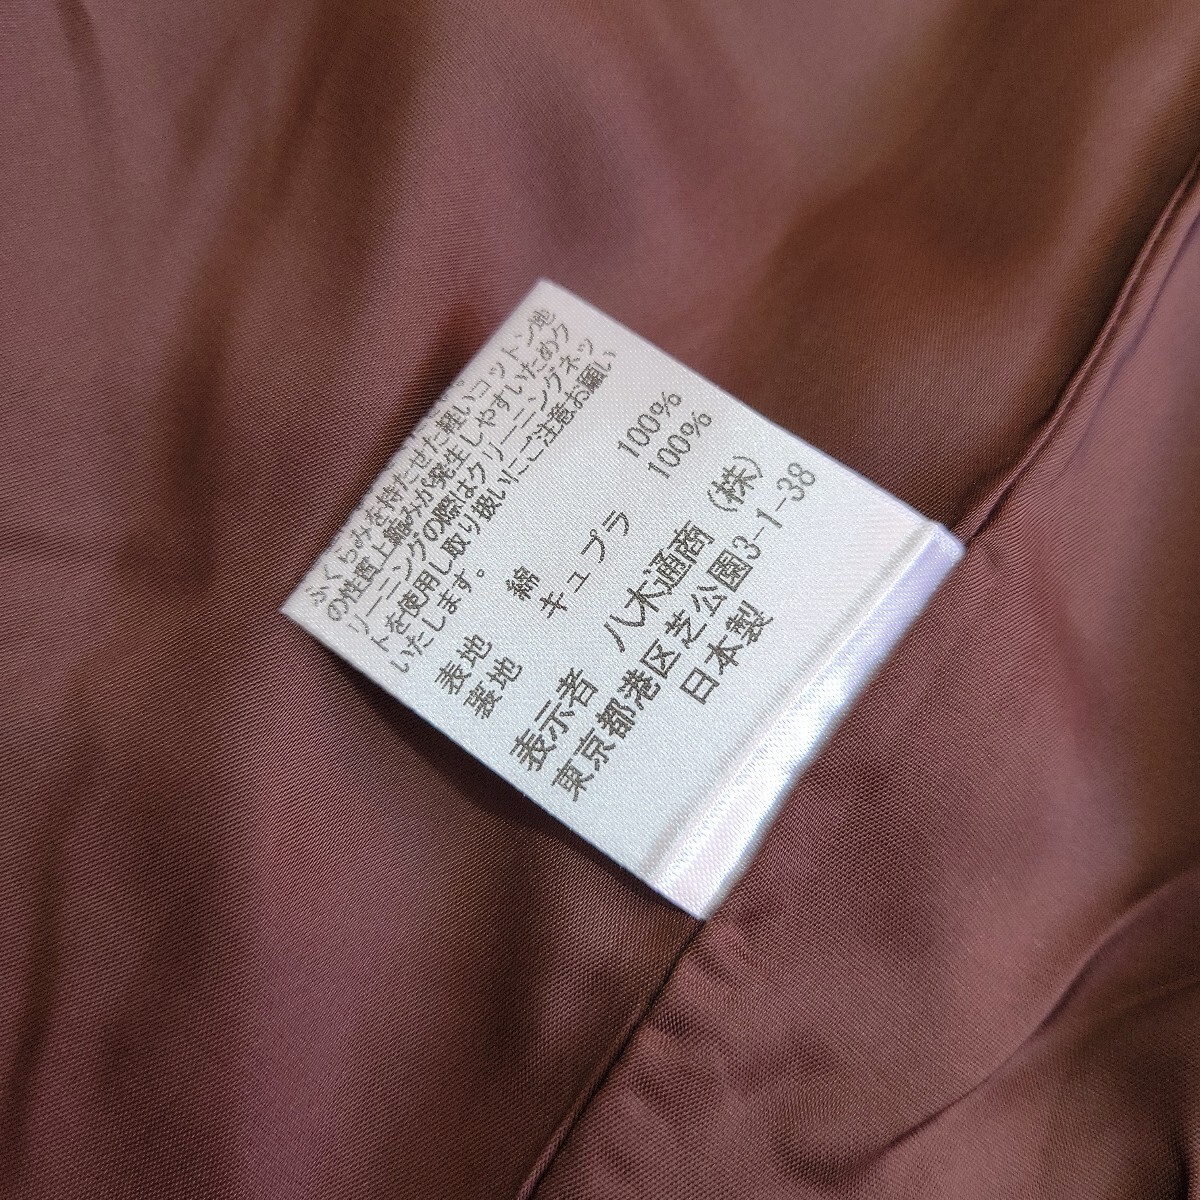 ふくらみを持たせた軽いコットン地
の性質上縮みが発生しやすいためク
リーニングの際はクリーニングネッ
トを使用し取り扱いにご注意お願い
いたします。
表地 綿 100%
裏地 キュプラ 100%
表示者 八木通商（株）
東京都港区芝公園3-1-38
日本製